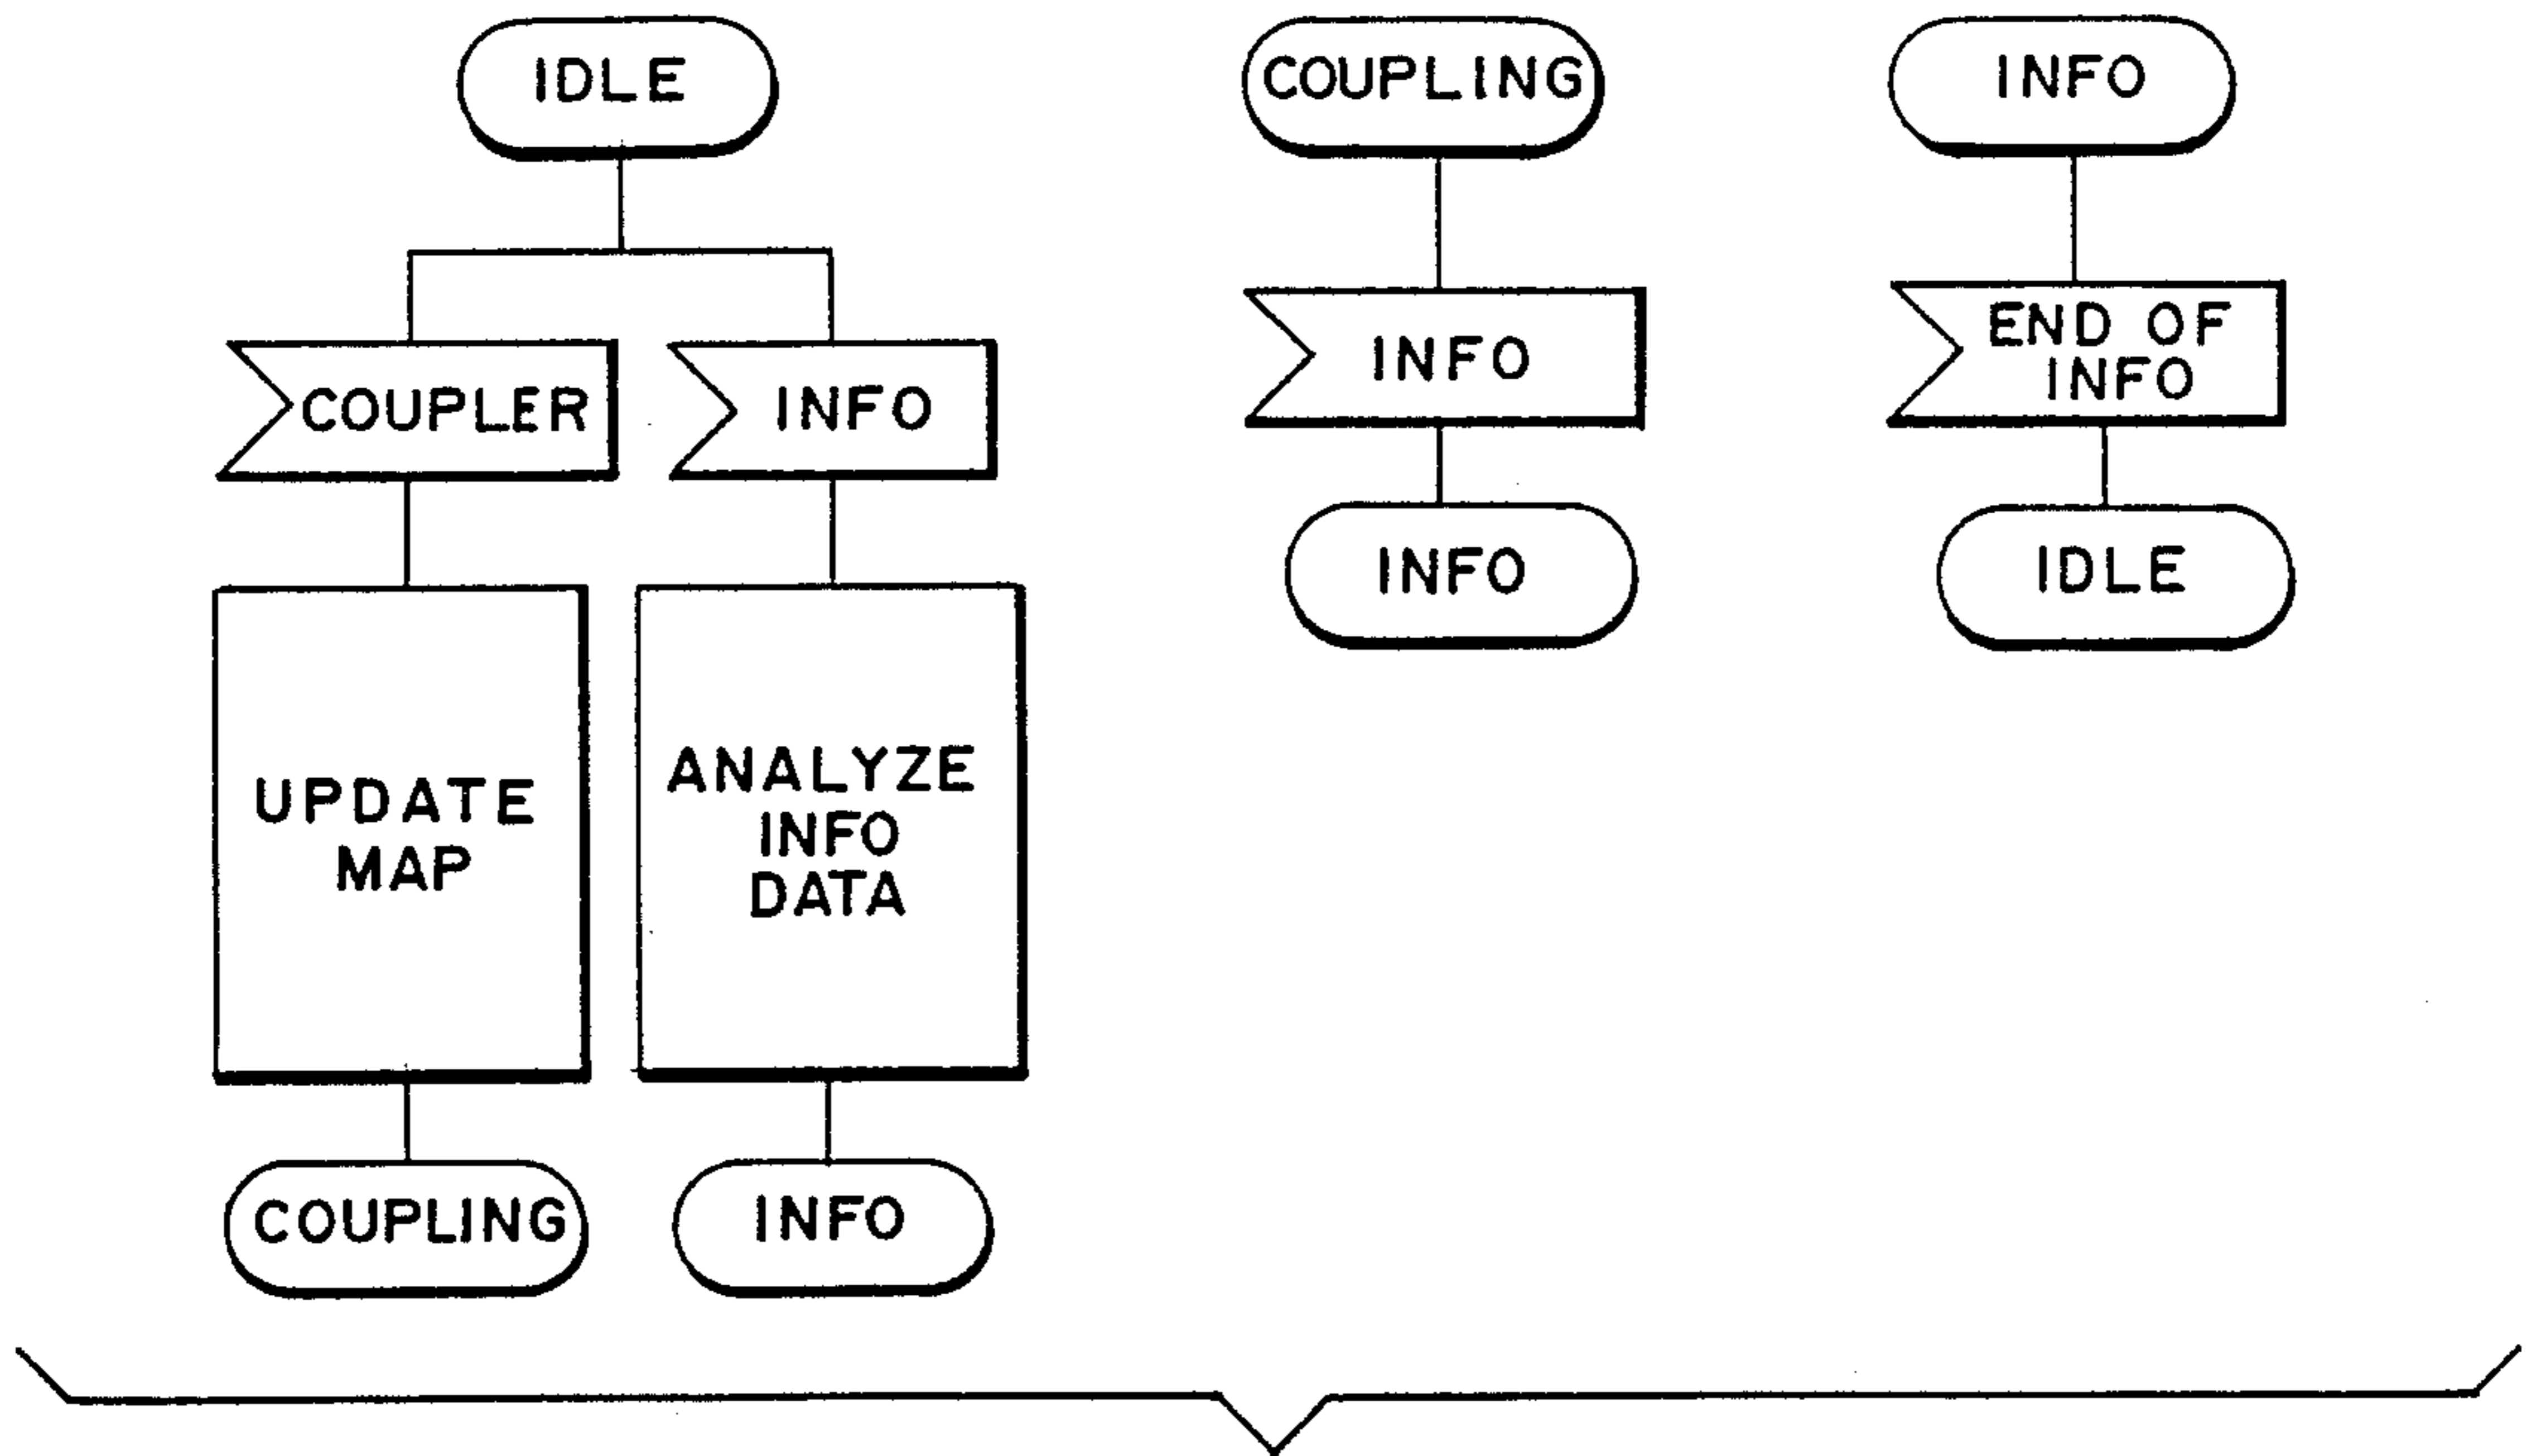 IDLE
COUPLER
INFO
UPDATE
MAP
ANALYZE
INFO
DATA
COUPLING
INFO
COUPLING
INFO
INFO
INFO
END OF
INFO
IDLE